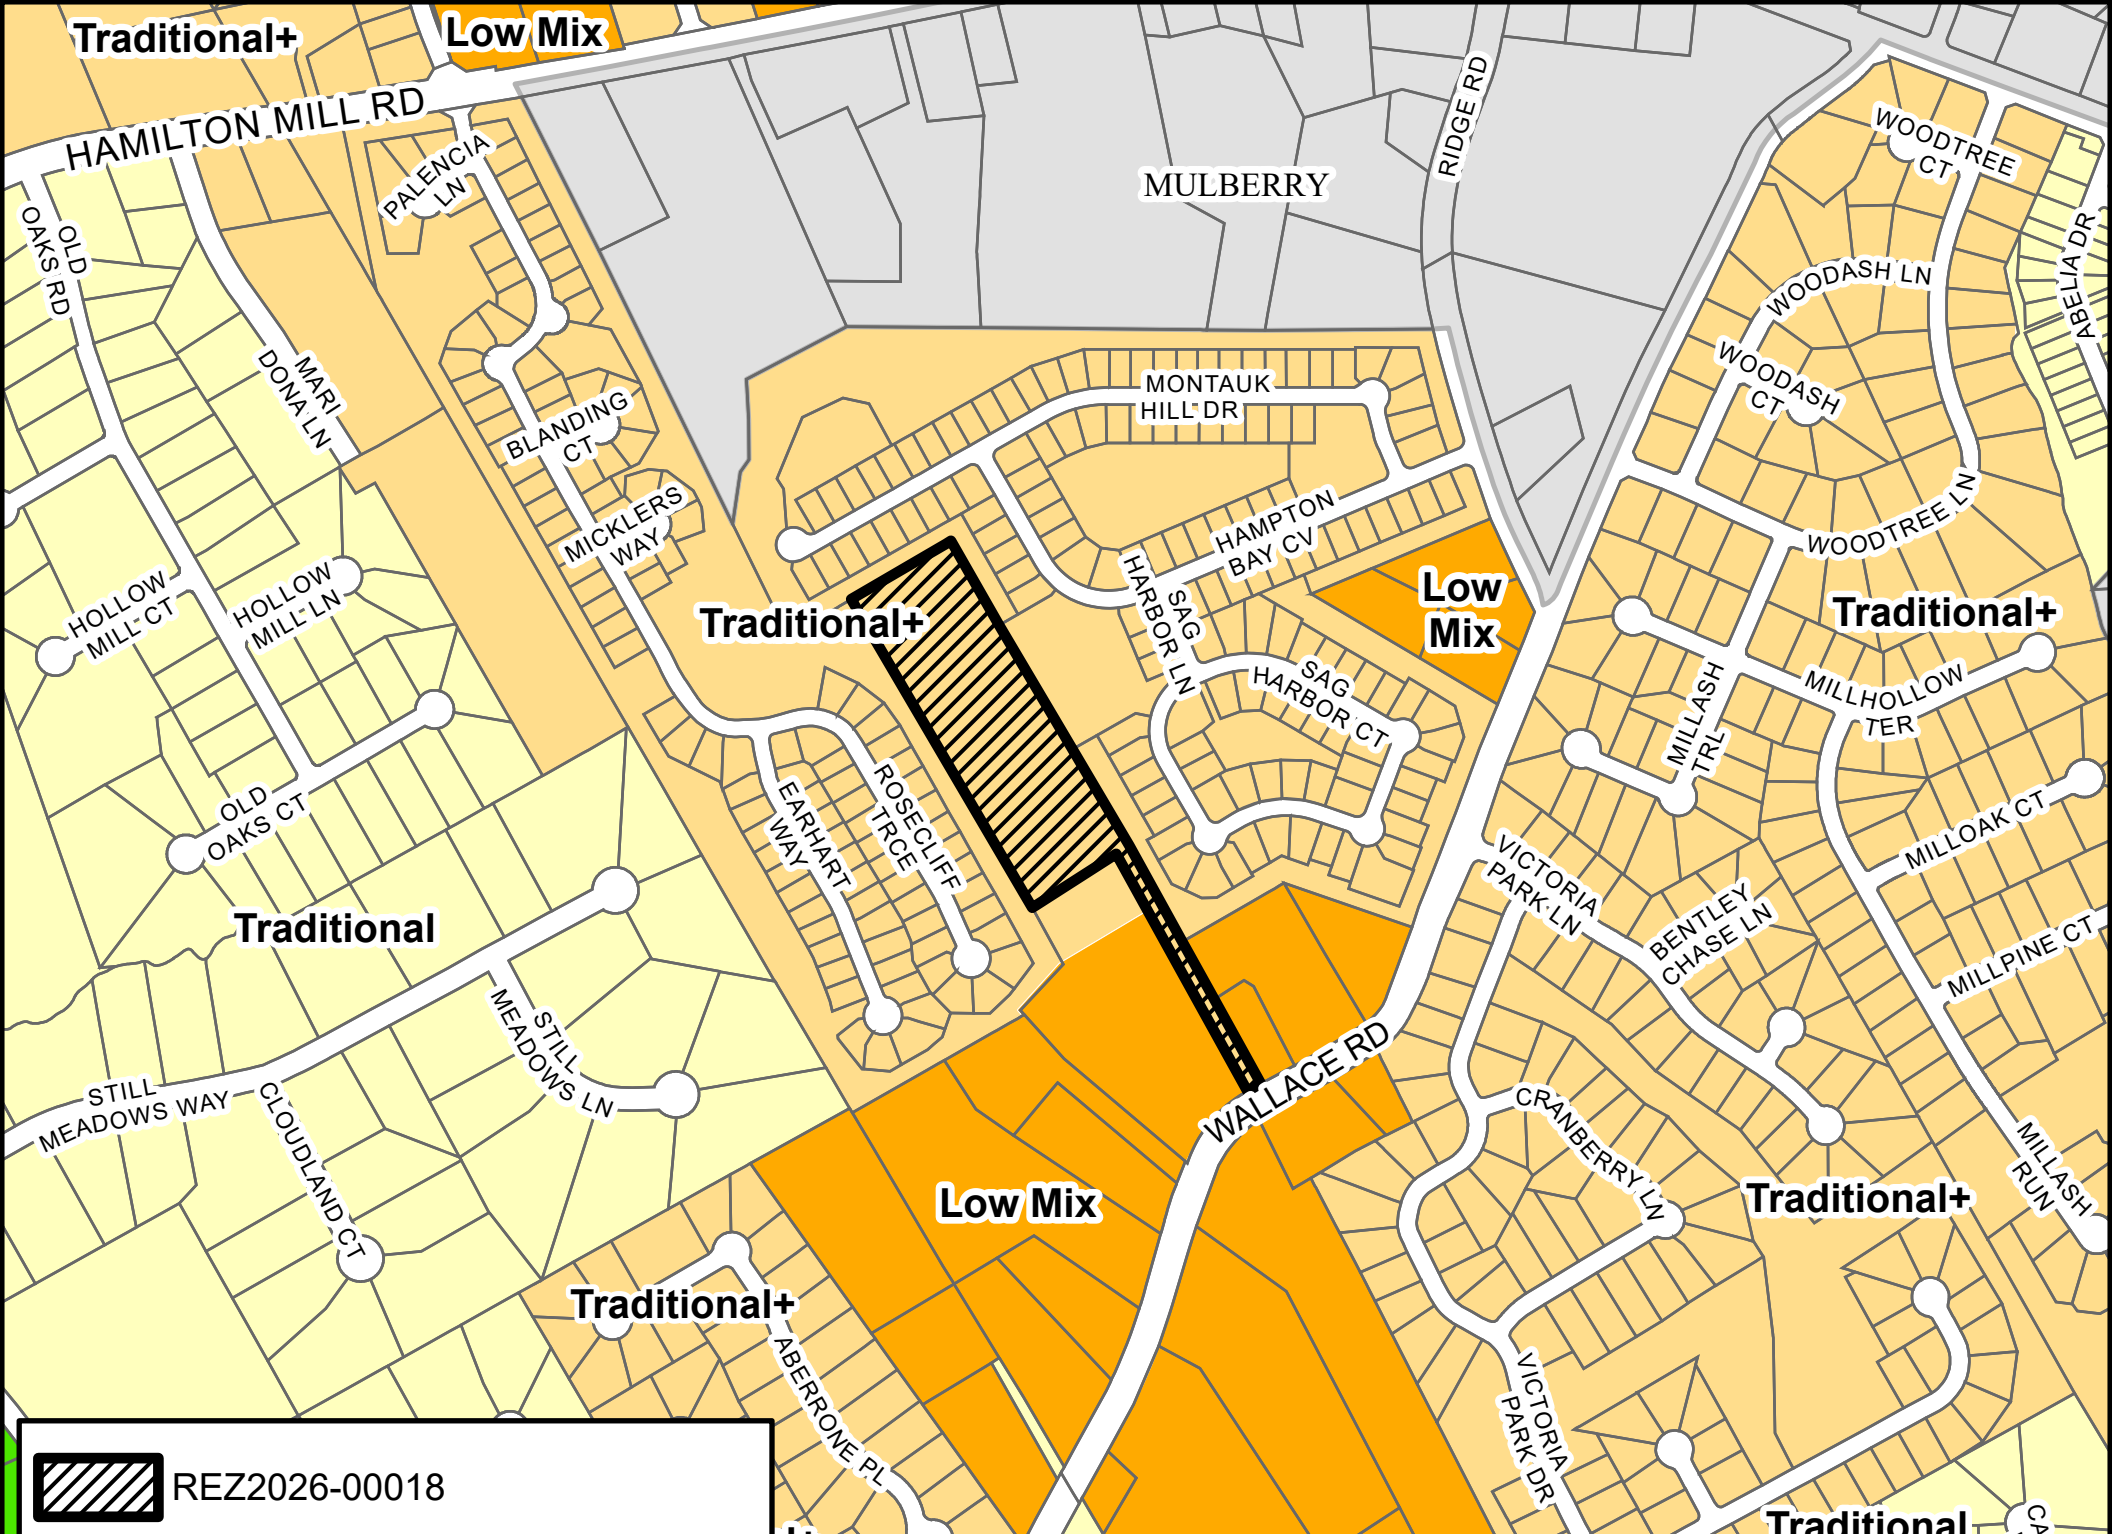 Traditional+
Low Mix
HAMILTON MILL RD
PALENCIA
LN
RIDGE RD
MULBERRY
WOODTREE
CT
OLD
OAKS RD
ABELIA DR
WOODASH LN
MARI
DONA LN
WOODASH
CT
MONTAUK
HILL DR
BLANDING
CT
MICKLERS
WAY
HAMPTON
BAY CV
WOODTREE LN
HOLLOW
MILL CT
HOLLOW
MILL LN
Traditional+
SAG
HARBOR LN
Low
Mix
Traditional+
SAG
HARBOR CT
MILLASH
TRL
MILLHOLLOW
TER
OLD
OAKS CT
EARHART
WAY
ROSECLIFF
TRCE
VICTORIA
PARK LN
MILLOAK CT
Traditional
BENTLEY
CHASE LN
MILLPINE CT
STILL
MEADOWS LN
STILL
MEADOWS WAY
CLOUDLAND CT
WALLACE RD
CRANBERRY LN
MILLASH
RUN
Low Mix
Traditional+
Traditional+
ABERRONE PL
VICTORIA
PARK DR
REZ2026-00018
Traditional
CA